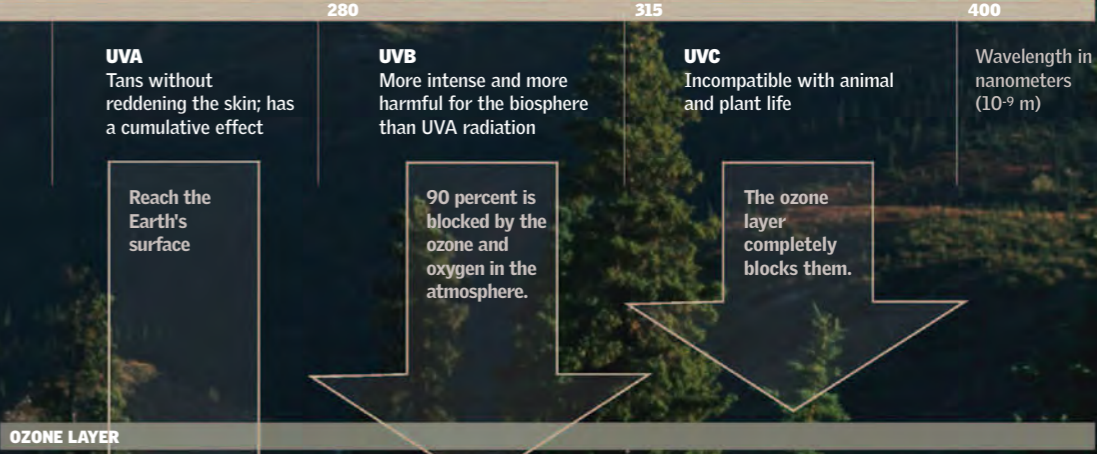 280
315
400
UVA
Tans without
reddening the skin; has
a cumulative effect
UVB
More intense and more
harmful for the biosphere
than UVA radiation
UVC
Incompatible with animal
and plant life
Wavelength in
nanometers
(10-9 m)
Reach the
Earth's
surface
90 percent is
blocked by the
ozone and
oxygen in the
atmosphere.
The ozone
layer
completely
blocks them.
OZONE LAYER